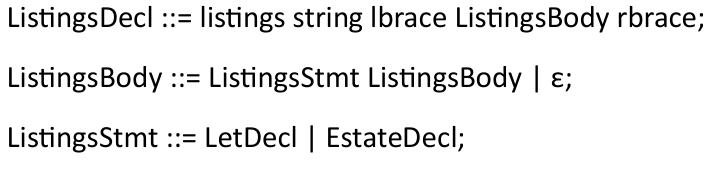 ListingsDecl ::= listings string lbrace ListingsBody rbrace;
ListingsBody ::= ListingsStmt ListingsBody | ε;
ListingsStmt ::= LetDecl | EstateDecl;